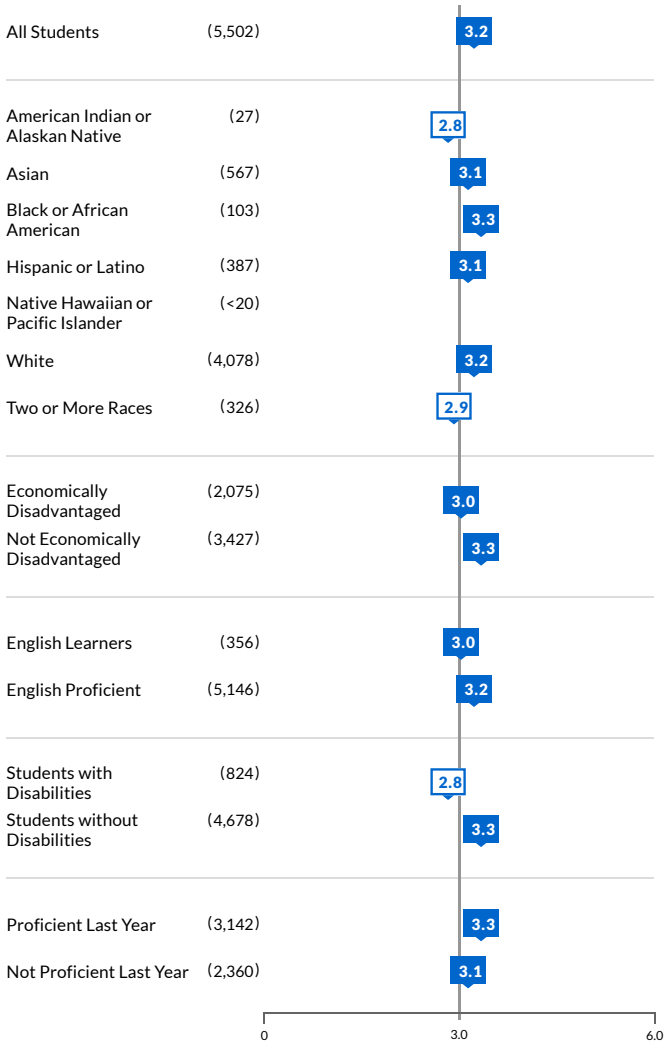 All Students (5,502) 3.2
American Indian or (27)
Alaskan Native 2.8
Asian (567) 3.1
Black or African (103)
American 3.3
Hispanic or Latino (387) 3.1
Native Hawaiian or (<20)
Pacific Islander
White (4,078) 3.2
Two or More Races (326) 2.9
Economically (2,075)
Disadvantaged 3.0
Not Economically (3,427)
Disadvantaged 3.3
English Learners (356) 3.0
English Proficient (5,146) 3.2
Students with (824)
Disabilities 2.8
Students without (4,678)
Disabilities 3.3
Proficient Last Year (3,142) 3.3
Not Proficient Last Year (2,360) 3.1
0 3.0 6.0